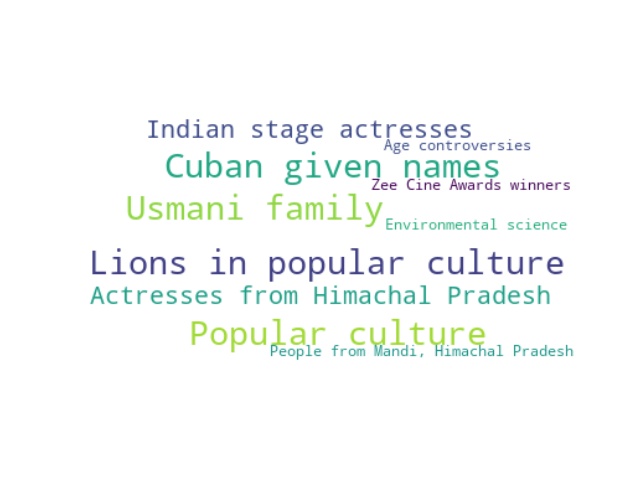 Indian stage actresses
Age controversies
Cuban given names
Zee Cine Awards winners
Usmani family
Environmental science
Lions in popular culture
Actresses from Himachal Pradesh
Popular culture
People from Mandi, Himachal Pradesh